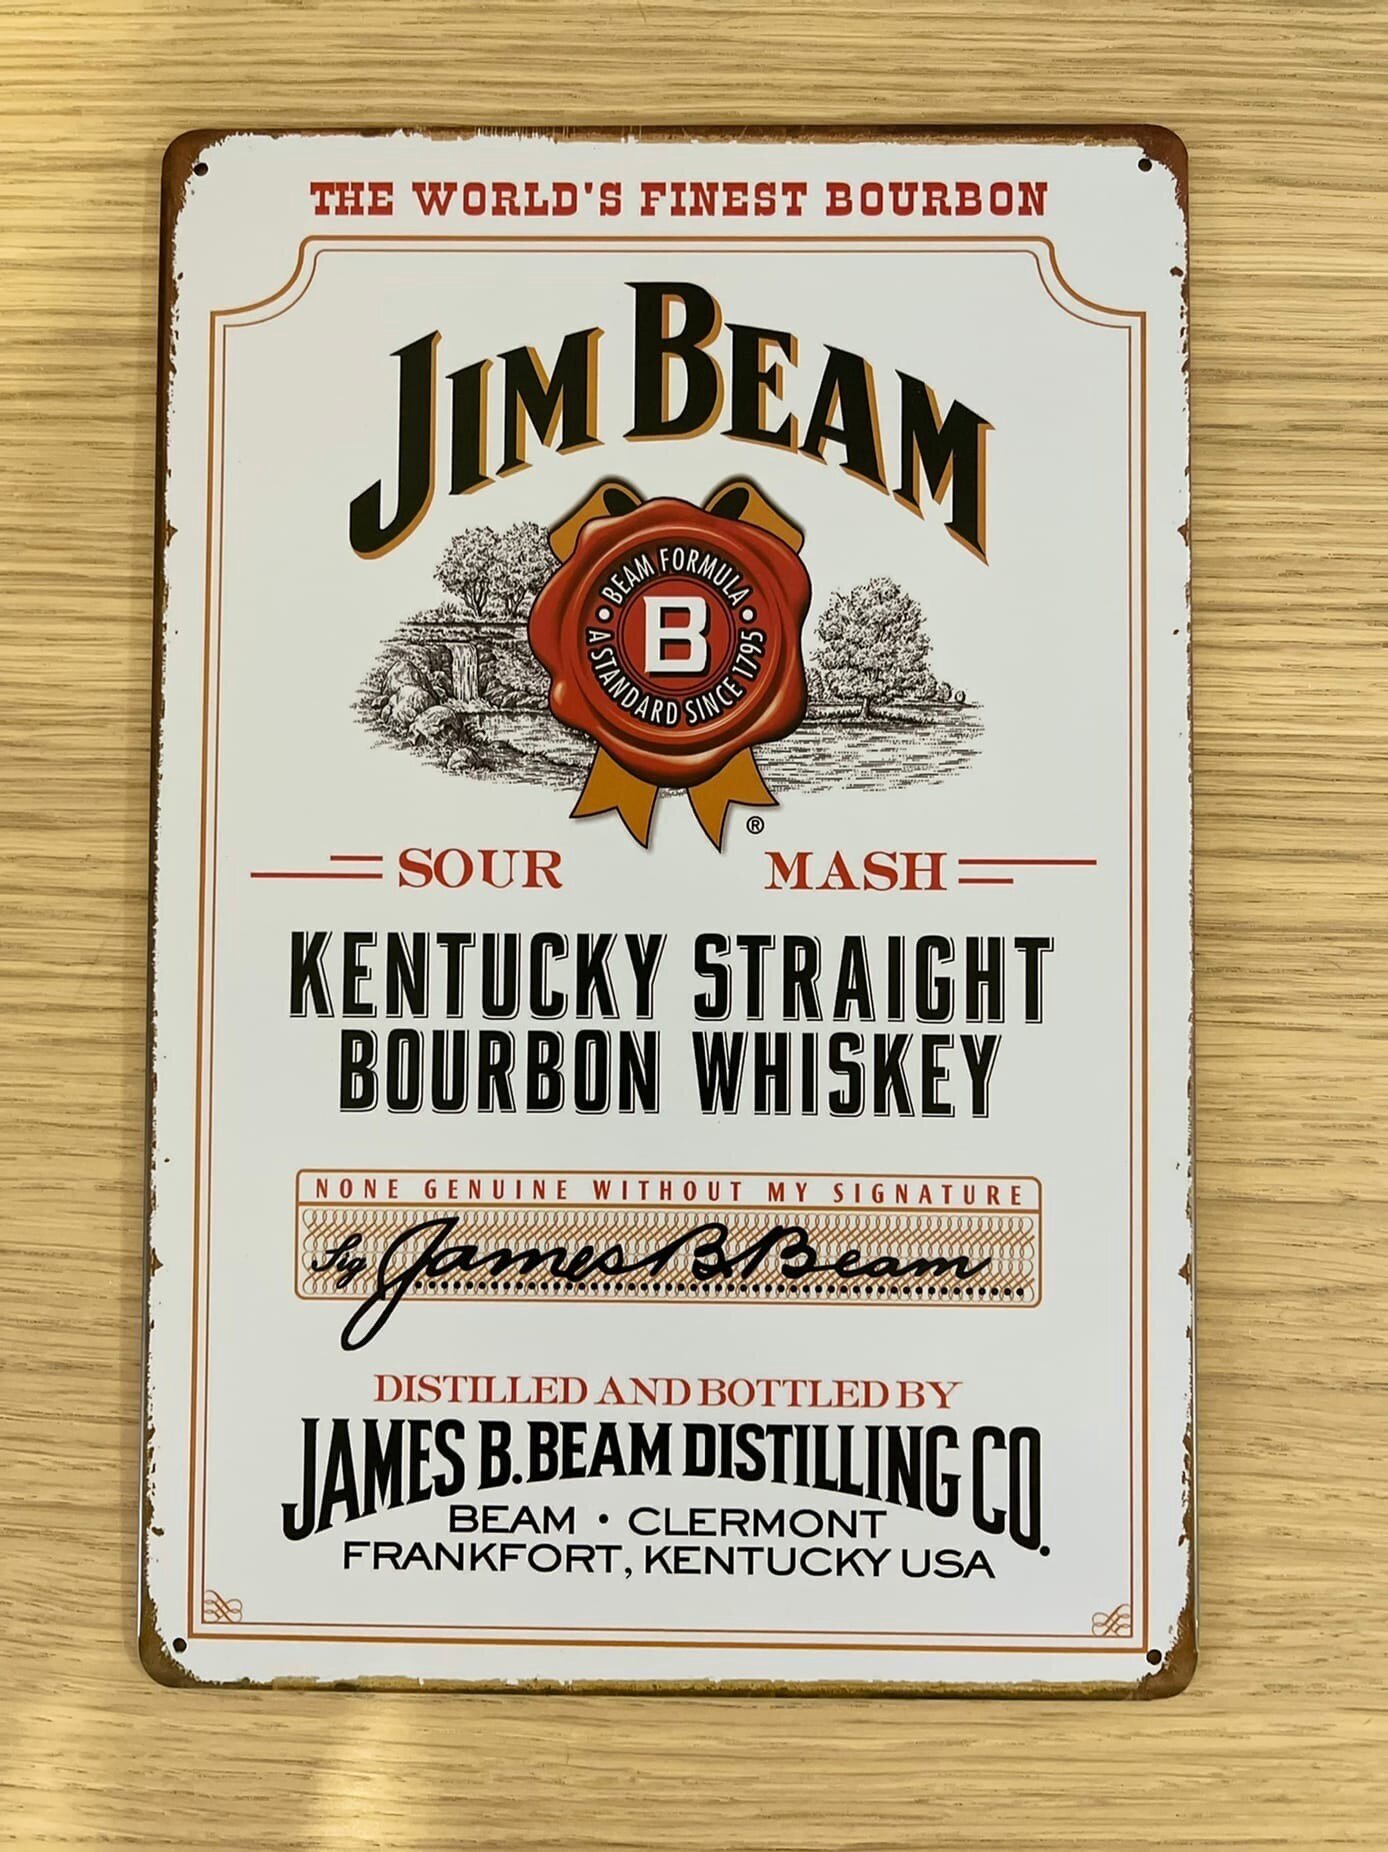 THE WORLD'S FINEST BOURBON
JIM BEAM
BEAM FORMULA
B
A STANDARD SINCE 1795
®
SOUR MASH
KENTUCKY STRAIGHT
BOURBON WHISKEY
NONE GENUINE WITHOUT MY SIGNATURE
Sig James B. Beam
DISTILLED AND BOTTLED BY
JAMES B. BEAM DISTILLING CO.
BEAM • CLERMONT
FRANKFORT, KENTUCKY USA